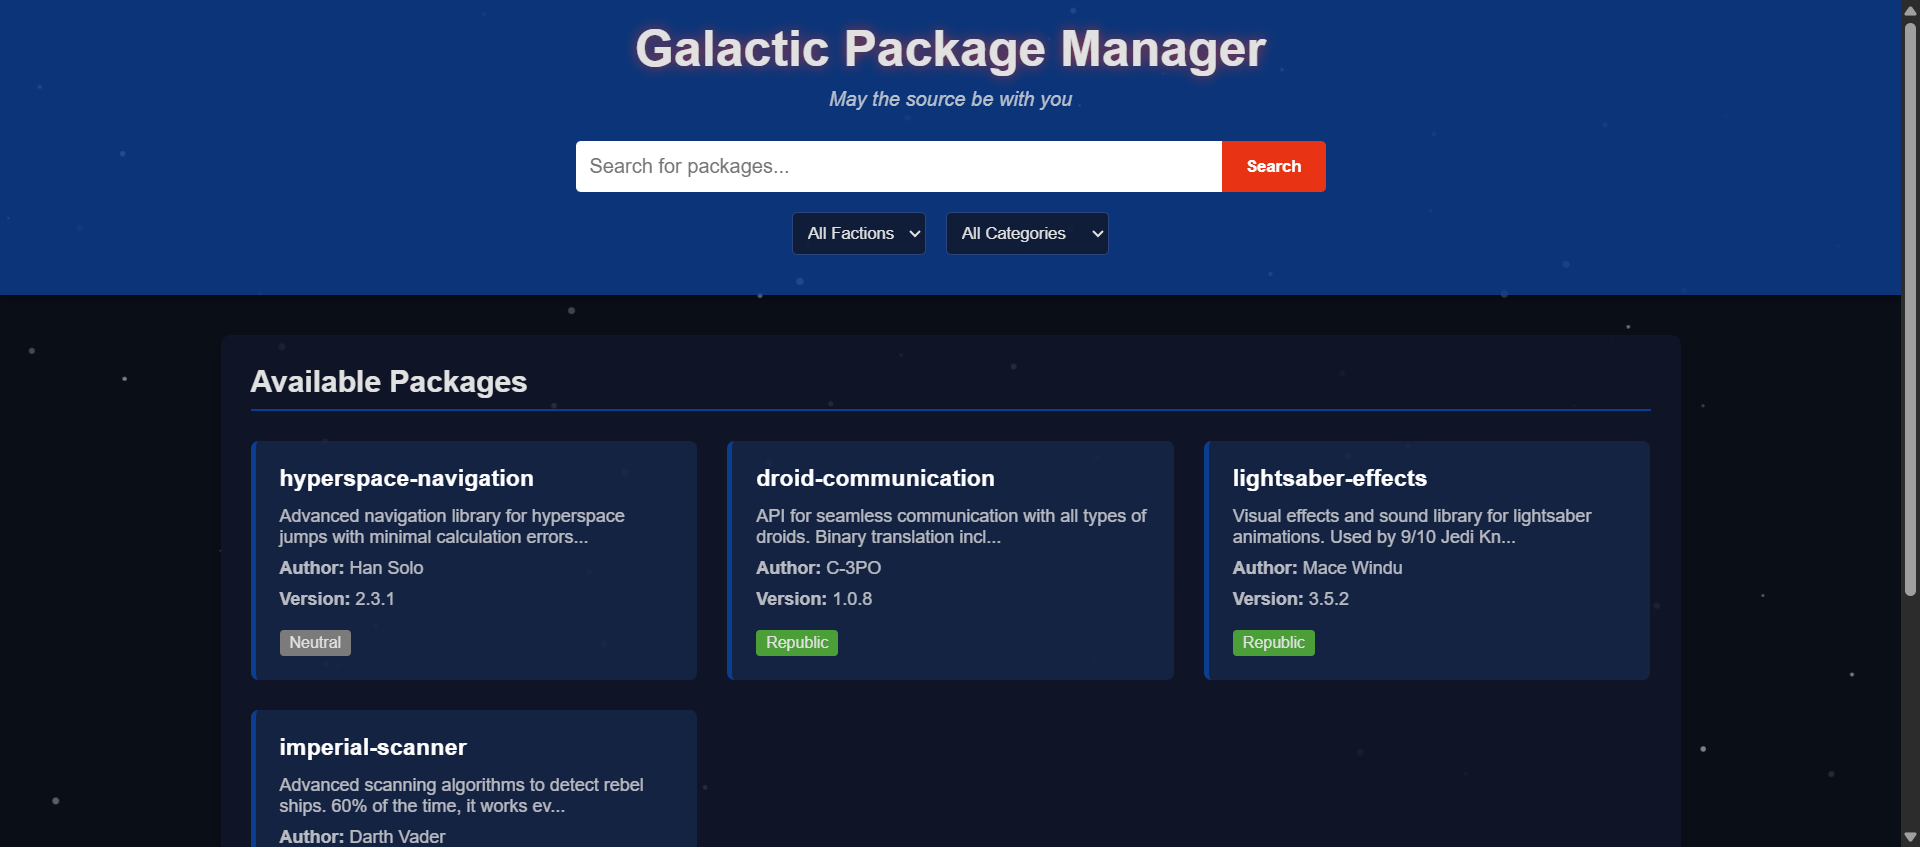 Galactic Package Manager
May the source be with you
Search for packages...
Search
All Factions
All Categories
Available Packages
hyperspace-navigation
Advanced navigation library for hyperspace
jumps with minimal calculation errors...
Author: Han Solo
Version: 2.3.1
Neutral
droid-communication
API for seamless communication with all types of
droids. Binary translation incl...
Author: C-3PO
Version: 1.0.8
Republic
lightsaber-effects
Visual effects and sound library for lightsaber
animations. Used by 9/10 Jedi Kn...
Author: Mace Windu
Version: 3.5.2
Republic
imperial-scanner
Advanced scanning algorithms to detect rebel
ships. 60% of the time, it works ev...
Author: Darth Vader